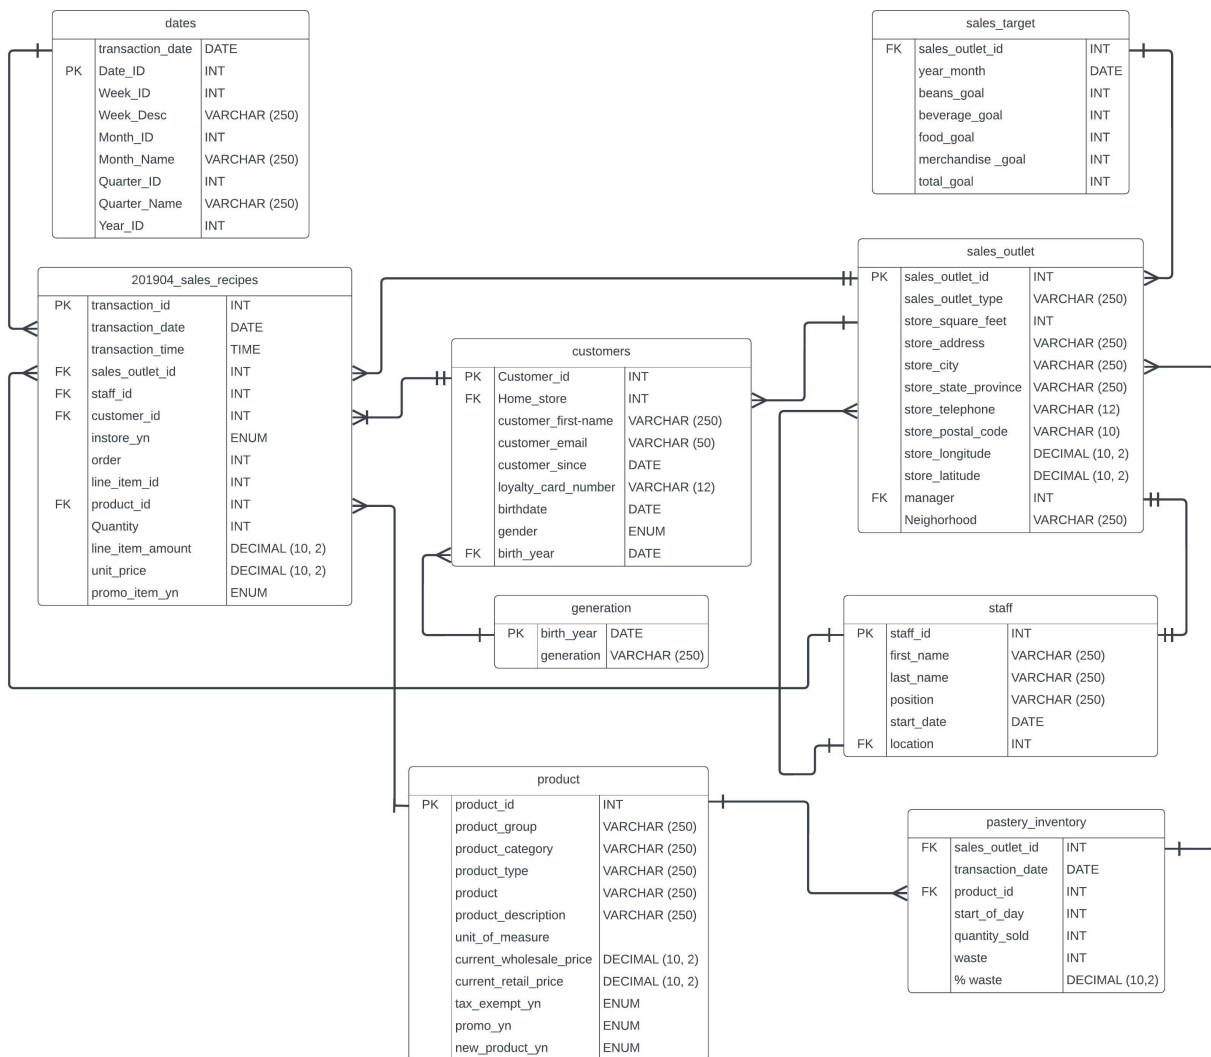 dates
transaction_date DATE
PK Date_ID INT
Week_ID INT
Week_Desc VARCHAR (250)
Month_ID INT
Month_Name VARCHAR (250)
Quarter_ID INT
Quarter_Name VARCHAR (250)
Year_ID INT
sales_target
FK sales_outlet_id INT
year_month DATE
beans_goal INT
beverage_goal INT
food_goal INT
merchandise _goal INT
total_goal INT
201904_sales_recipes
PK transaction_id INT
transaction_date DATE
transaction_time TIME
FK sales_outlet_id INT
FK staff_id INT
FK customer_id INT
instore_yn ENUM
order INT
line_item_id INT
FK product_id INT
Quantity INT
line_item_amount DECIMAL (10, 2)
unit_price DECIMAL (10, 2)
promo_item_yn ENUM
customers
PK Customer_id INT
FK Home_store INT
customer_first-name VARCHAR (250)
customer_email VARCHAR (50)
customer_since DATE
loyalty_card_number VARCHAR (12)
birthdate DATE
gender ENUM
FK birth_year DATE
sales_outlet
PK sales_outlet_id INT
sales_outlet_type VARCHAR (250)
store_square_feet INT
store_address VARCHAR (250)
store_city VARCHAR (250)
store_state_province VARCHAR (250)
store_telephone VARCHAR (12)
store_postal_code VARCHAR (10)
store_longitude DECIMAL (10, 2)
store_latitude DECIMAL (10, 2)
FK manager INT
Neighorhood VARCHAR (250)
generation
PK birth_year DATE
generation VARCHAR (250)
staff
PK staff_id INT
first_name VARCHAR (250)
last_name VARCHAR (250)
position VARCHAR (250)
start_date DATE
FK location INT
product
PK product_id INT
product_group VARCHAR (250)
product_category VARCHAR (250)
product_type VARCHAR (250)
product VARCHAR (250)
product_description VARCHAR (250)
unit_of_measure
current_wholesale_price DECIMAL (10, 2)
current_retail_price DECIMAL (10, 2)
tax_exempt_yn ENUM
promo_yn ENUM
new_product_yn ENUM
pastery_inventory
FK sales_outlet_id INT
transaction_date DATE
FK product_id INT
start_of_day INT
quantity_sold INT
waste INT
% waste DECIMAL (10,2)